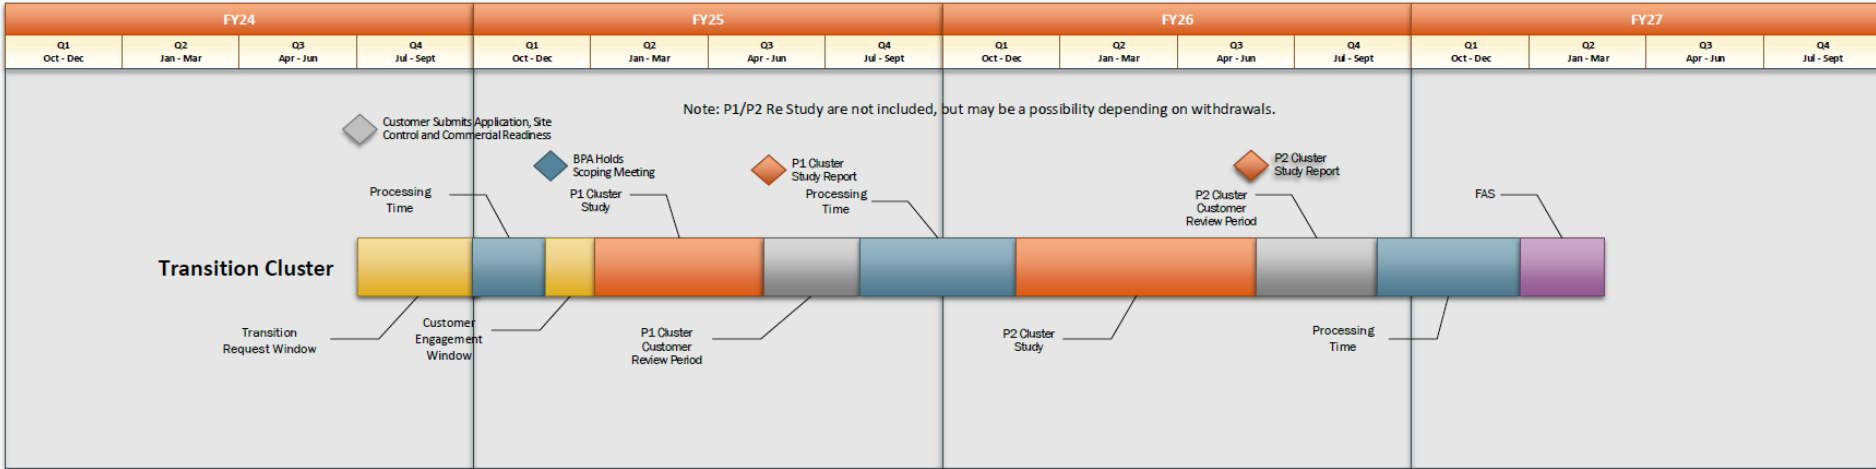 FY24
FY25
FY26
FY27
Q1
Oct - Dec
Q2
Jan - Mar
Q3
Apr - Jun
Q4
Jul - Sept
Q1
Oct - Dec
Q2
Jan - Mar
Q3
Apr - Jun
Q4
Jul - Sept
Q1
Oct - Dec
Q2
Jan - Mar
Q3
Apr - Jun
Q4
Jul - Sept
Q1
Oct - Dec
Q2
Jan - Mar
Q3
Apr - Jun
Q4
Jul - Sept
Note: P1/P2 Re Study are not included, but may be a possibility depending on withdrawals.
Customer Submits Application, Site
Control and Commercial Readiness
BPA Holds
Scoping Meeting
P1 Cluster
Study Report
P2 Cluster
Study Report
Processing
Time
P1 Cluster
Study
Processing
Time
P2 Cluster
Customer
Review Period
FAS
Transition Cluster
Transition
Request Window
Customer
Engagement
Window
P1 Cluster
Customer
Review Period
P2 Cluster
Study
Processing
Time